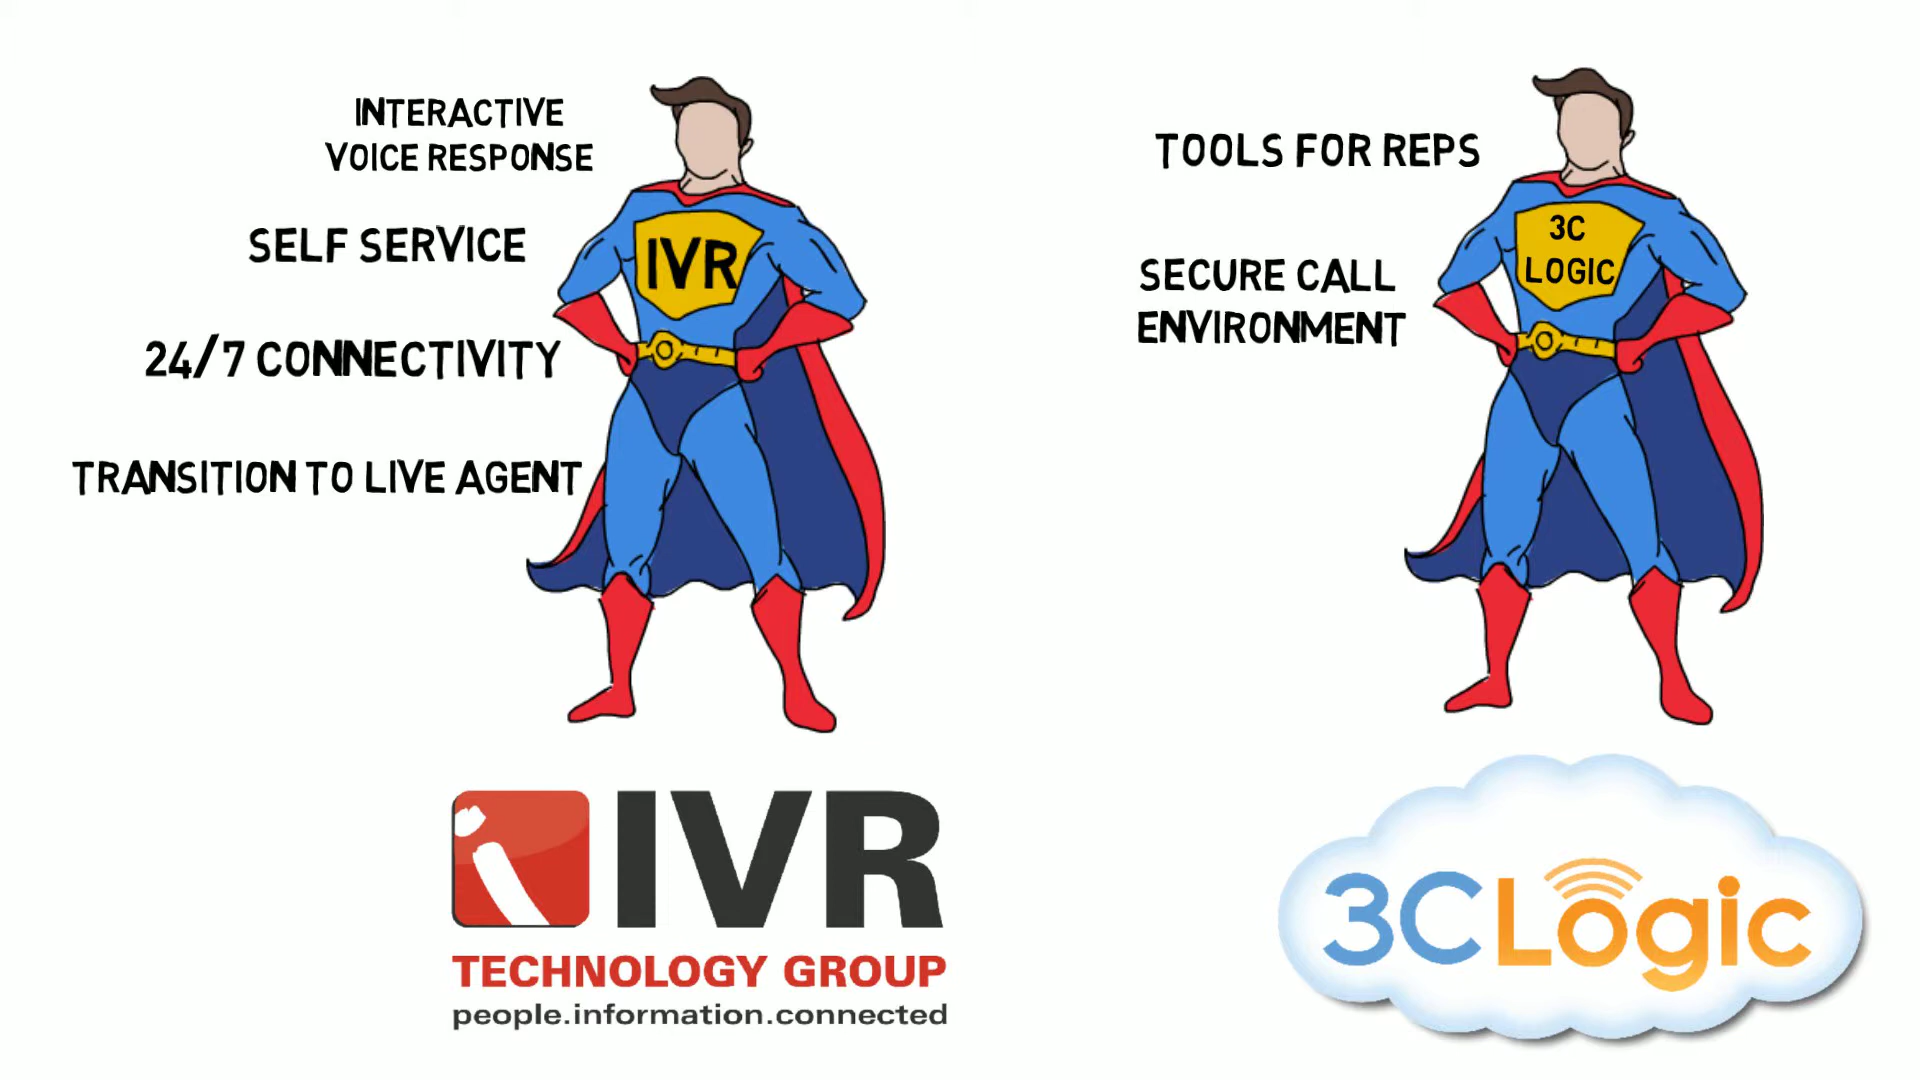 INTERACTIVE
VOICE RESPONSE
SELF SERVICE
24/7 CONNECTIVITY
TRANSITION TO LIVE AGENT
IVR
IVR
TECHNOLOGY GROUP
people.information.connected
TOOLS FOR REPS
SECURE CALL
ENVIRONMENT
3C
LOGIC
3CLogic